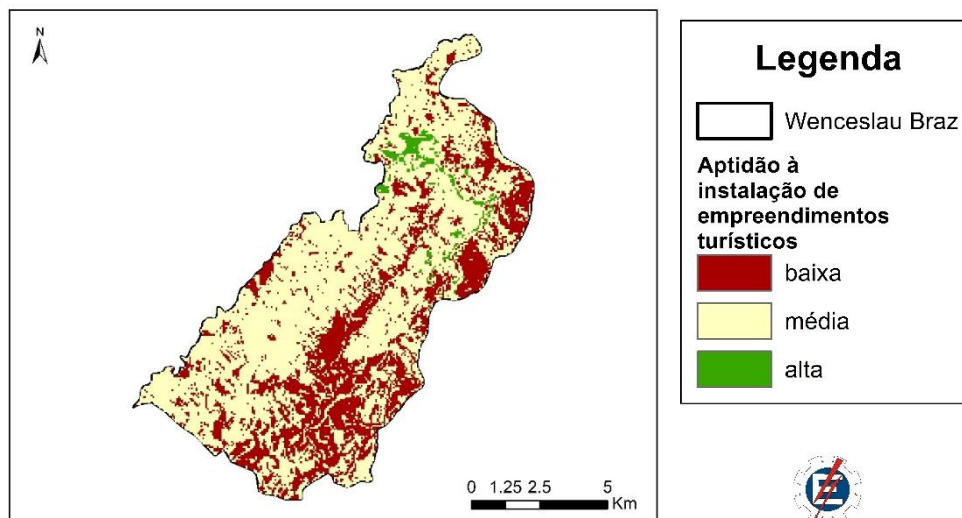 N
0 1.25 2.5 5
Km
Legenda
Wenceslau Braz
Aptidão à
instalação de
empreendimentos
turísticos
baixa
média
alta